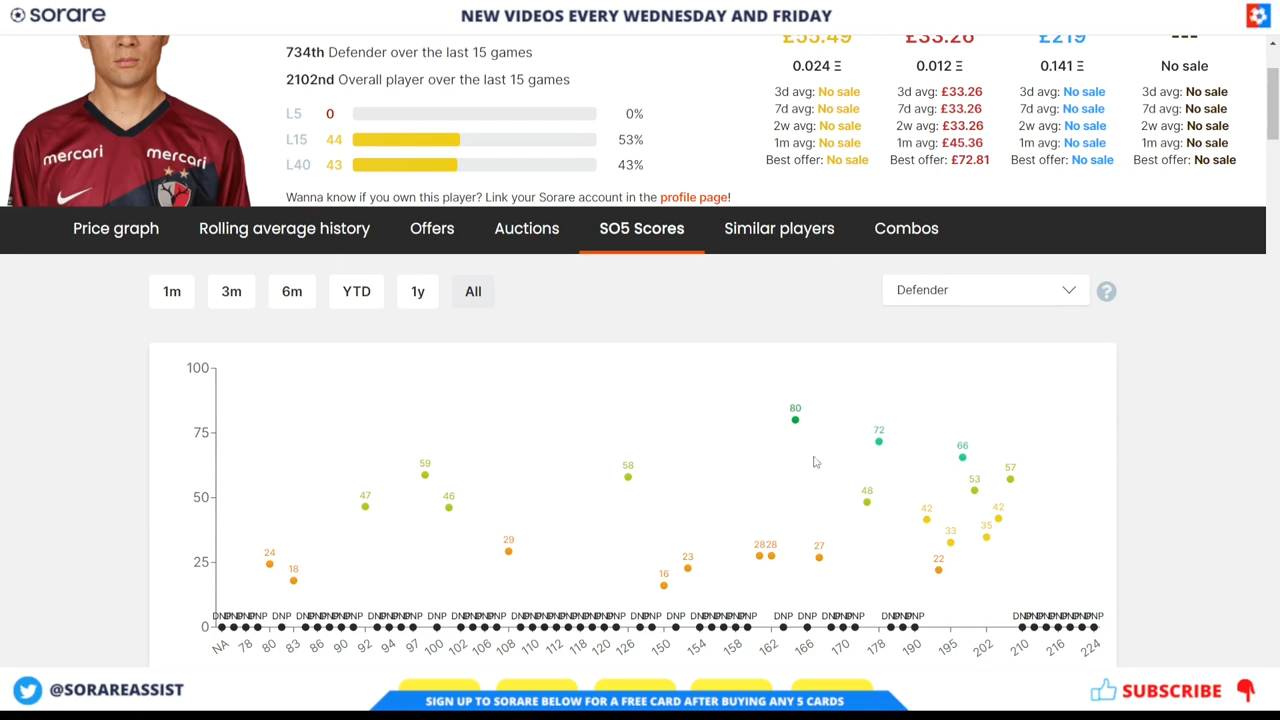 sorare
NEW VIDEOS EVERY WEDNESDAY AND FRIDAY
734th Defender over the last 15 games
2102nd Overall player over the last 15 games
L5 0 0%
L15 44 53%
L40 43 43%
Wanna know if you own this player? Link your Sorare account in the profile page!
mercari mercari
£55.49 £33.26 £219 ---
0.024 Ξ 0.012 Ξ 0.141 Ξ No sale
3d avg: No sale 3d avg: £33.26 3d avg: No sale 3d avg: No sale
7d avg: No sale 7d avg: £33.26 7d avg: No sale 7d avg: No sale
2w avg: No sale 2w avg: £33.26 2w avg: No sale 2w avg: No sale
1m avg: No sale 1m avg: £45.36 1m avg: No sale 1m avg: No sale
Best offer: No sale Best offer: £72.81 Best offer: No sale Best offer: No sale
Price graph Rolling average history Offers Auctions SO5 Scores Similar players Combos
1m 3m 6m YTD 1y All Defender ?
100
80
75 72
66
59 58 57
53
50 47 46 48
42 42
35
33
29 28 28 27
25 24 23 22
18 16
DNP DNP DNP DNP DNP
0
NA 78 80 83 86 90 92 94 97 100 102 106 108 110 112 118 120 126 150 154 158 162 166 170 178 190 195 202 210 216 224
@SORAREASSIST
SIGN UP TO SORARE BELOW FOR A FREE CARD AFTER BUYING ANY 5 CARDS
SUBSCRIBE